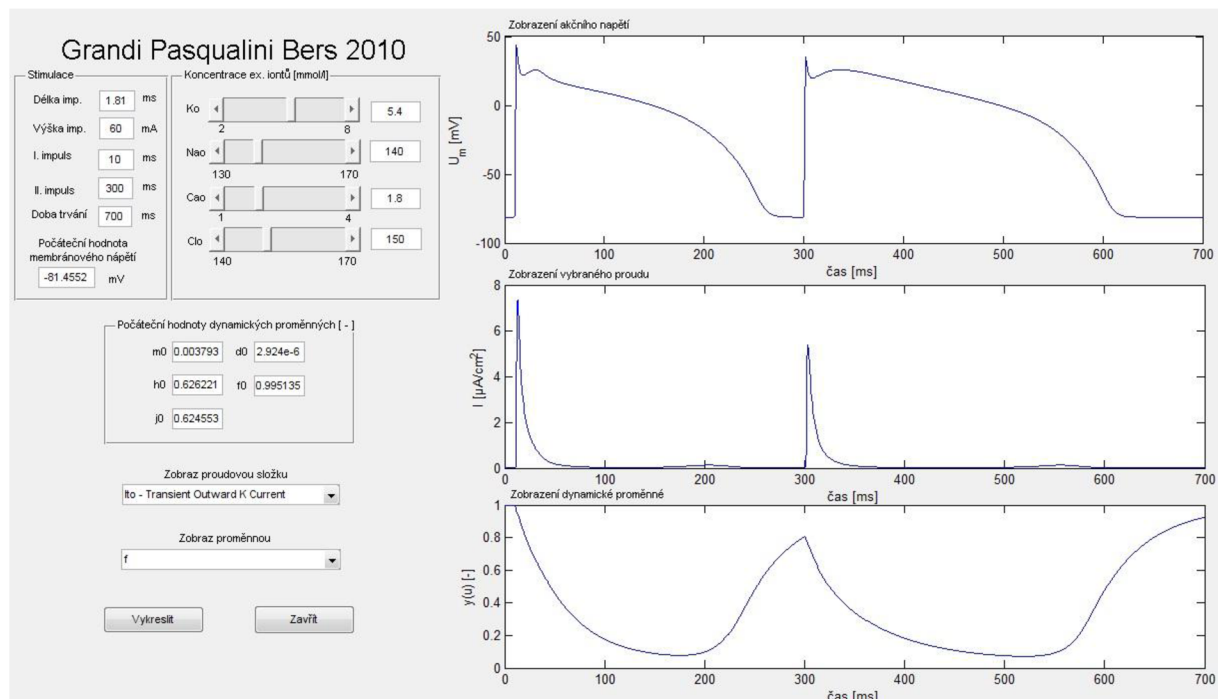 Grandi Pasqualini Bers 2010
Stimulace
Délka imp. 1.81 ms
Výška imp. 60 mA
I. impuls 10 ms
II. impuls 300 ms
Doba trvání 700 ms
Počáteční hodnota
membránového nápětí
-81.4552 mV
Koncentrace ex. iontů [mmol/l]
Ko 5.4
2 8
Nao 140
130 170
Cao 1.8
1 4
Clo 150
140 170
Počáteční hodnoty dynamických proměnných [ - ]
m0 0.003793 d0 2.924e-6
h0 0.626221 f0 0.995135
j0 0.624553
Zobraz proudovou složku
Ito - Transient Outward K Current
Zobraz proměnnou
f
Vykreslit Zavřít
Zobrazení akčního napětí
50
0
-50
-100
U_m [mV]
0 100 200 300 400 500 600 700
čas [ms]
Zobrazení vybraného proudu
8
6
4
2
0
I [µA/cm²]
0 100 200 300 400 500 600 700
čas [ms]
Zobrazení dynamické proměnné
1
0.8
0.6
0.4
0.2
0
y(u) [-]
0 100 200 300 400 500 600 700
čas [ms]